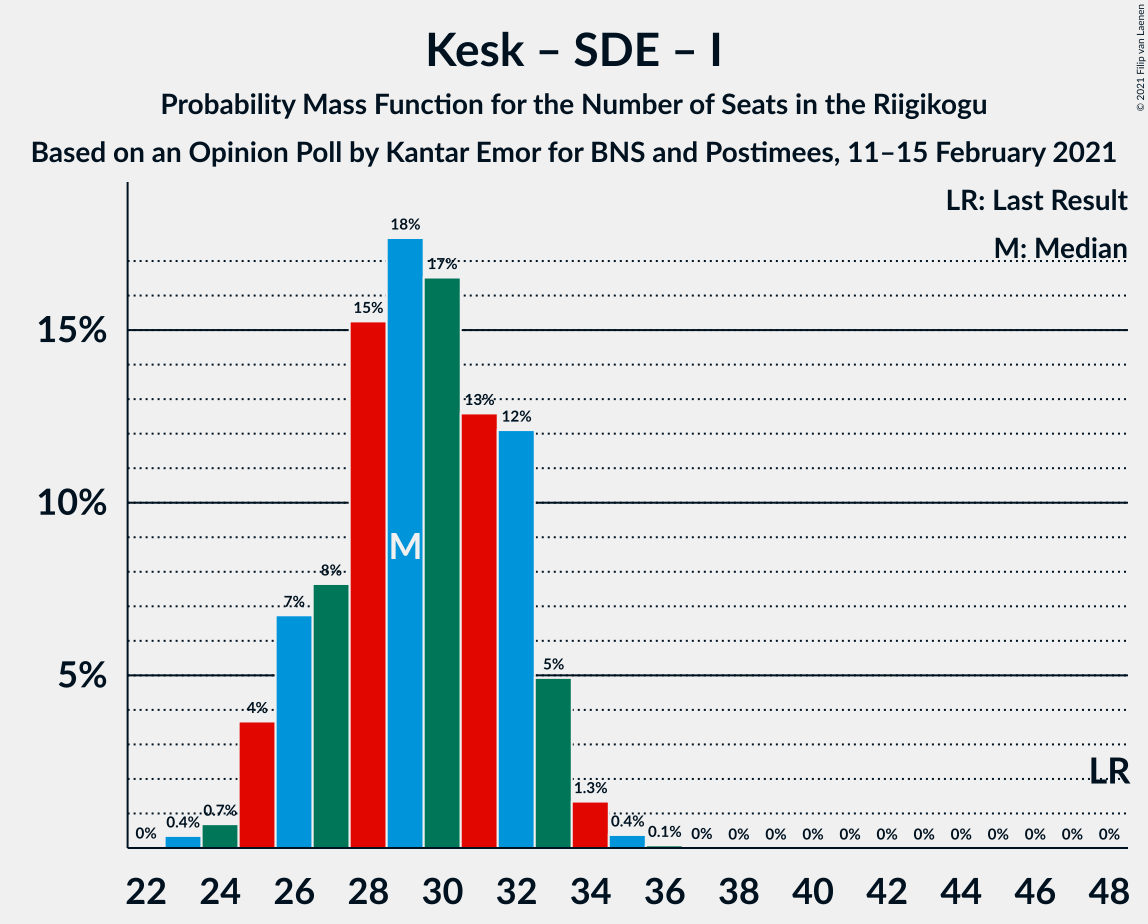 Kesk – SDE – I
Probability Mass Function for the Number of Seats in the Riigikogu
Based on an Opinion Poll by Kantar Emor for BNS and Postimees, 11–15 February 2021
© 2021 Filip van Laenen
LR: Last Result
M: Median
15%
10%
5%
0% 0.4% 0.7% 4% 7% 8% 15% 18% 17% 13% 12% 5% 1.3% 0.4% 0.1% 0% 0% 0% 0% 0% 0% 0% 0% 0% 0% 0% 0%
M
LR
22 24 26 28 30 32 34 36 38 40 42 44 46 48